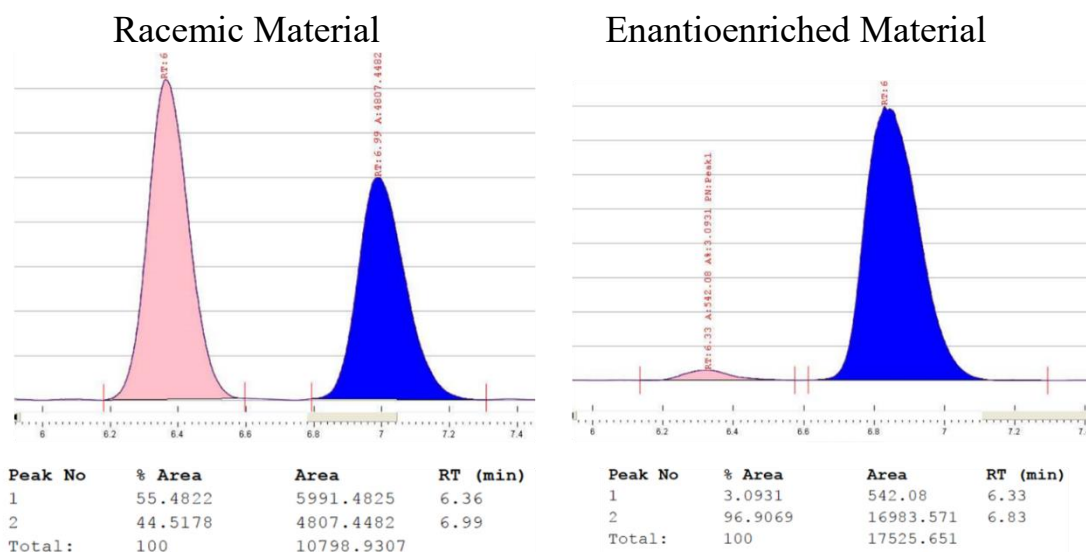 Racemic Material
RT:6
RT:6.99 A:4807.4482
6 6.2 6.4 6.6 6.8 7 7.2 7.4
Peak No % Area Area RT (min)
1 55.4822 5991.4825 6.36
2 44.5178 4807.4482 6.99
Total: 100 10798.9307
Enantioenriched Material
RT:6.33 A:542.08 A%:3.0931 PN:Peak1
RT:6
6 6.2 6.4 6.6 6.8 7 7.2
Peak No % Area Area RT (min)
1 3.0931 542.08 6.33
2 96.9069 16983.571 6.83
Total: 100 17525.651